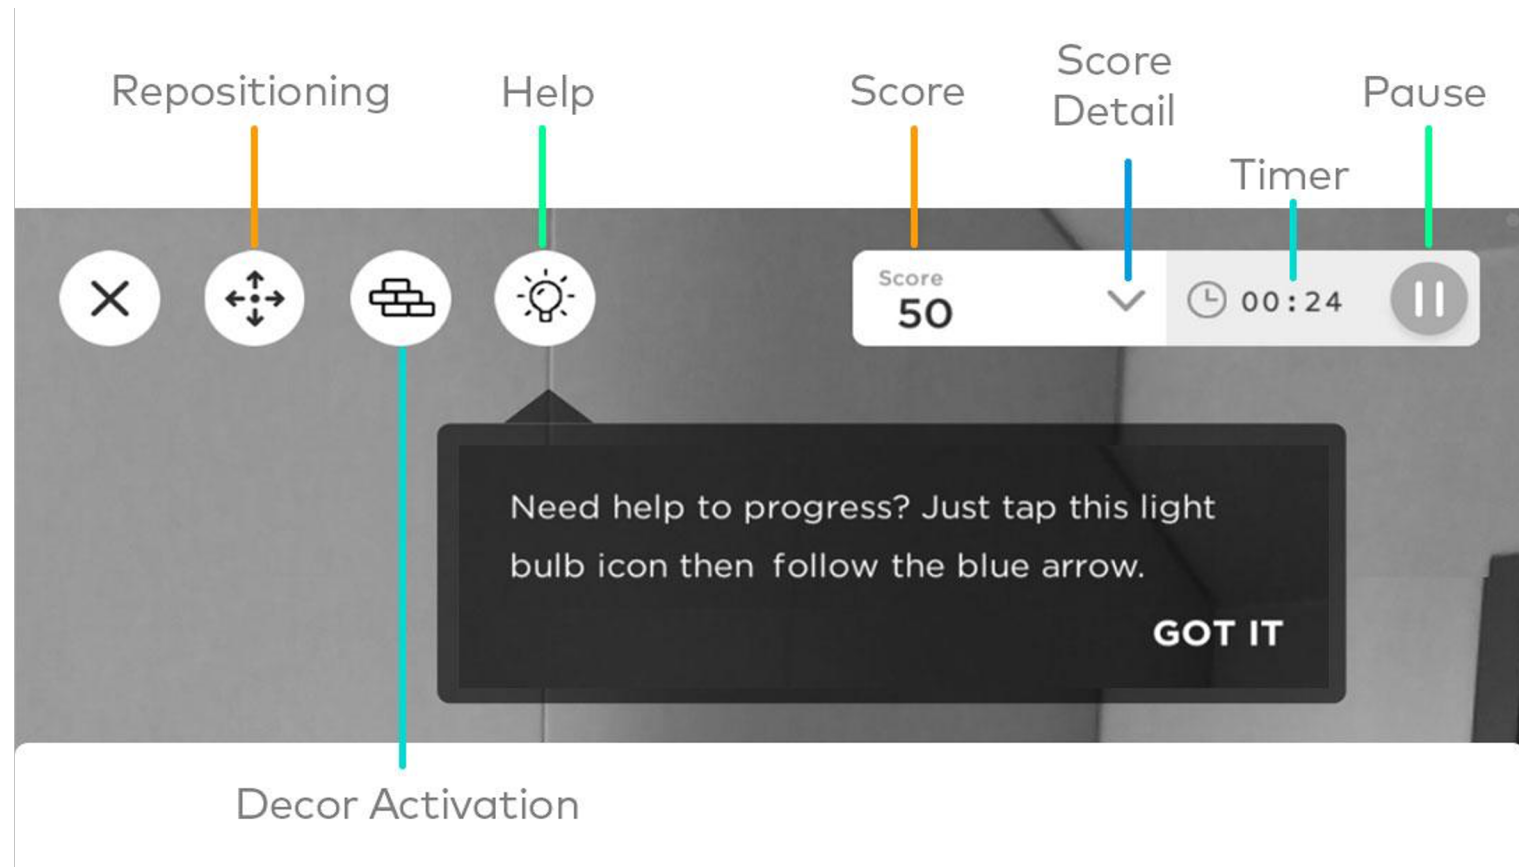 Repositioning
Help
Score
Score
Detail
Timer
Pause
Score
50
00:24
Need help to progress? Just tap this light
bulb icon then follow the blue arrow.
GOT IT
Decor Activation